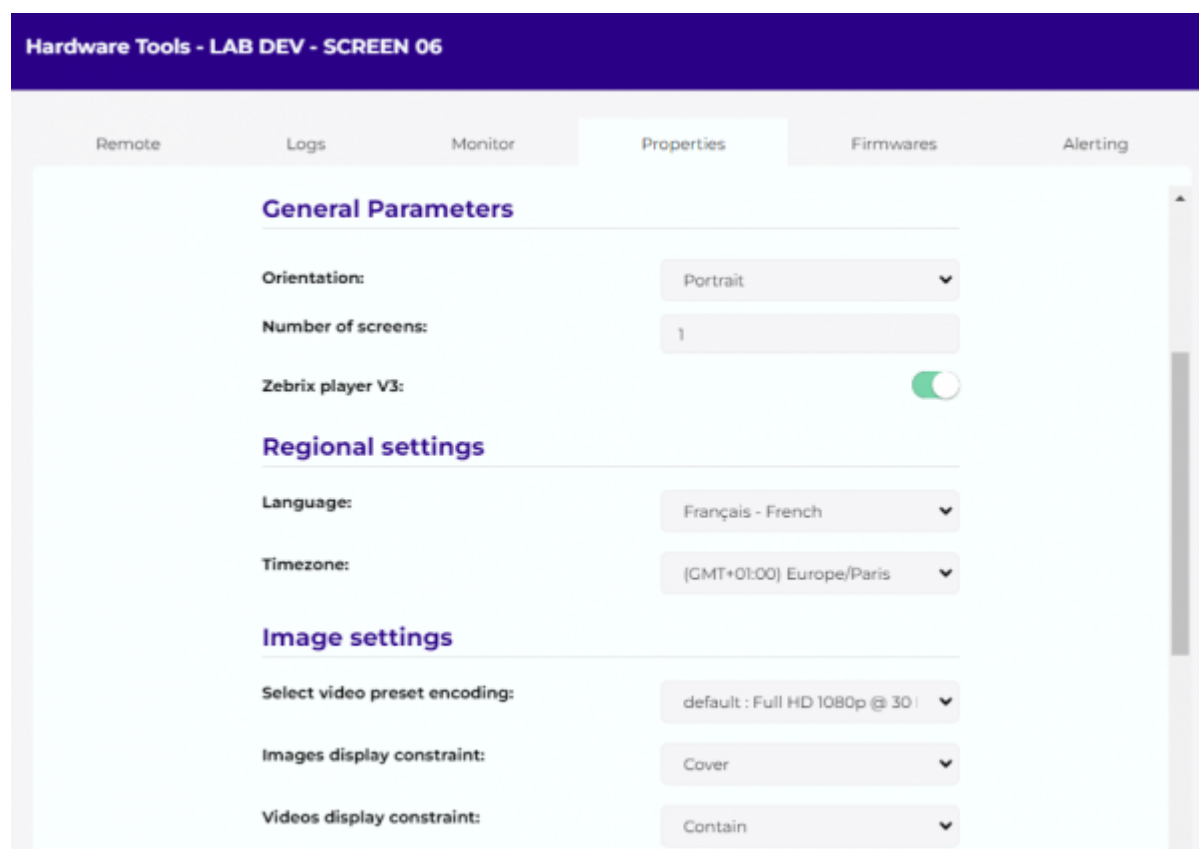 Hardware Tools - LAB DEV - SCREEN 06
Remote Logs Monitor Properties Firmwares Alerting
General Parameters
Orientation: Portrait
Number of screens: 1
Zebrix player V3:
Regional settings
Language: Français - French
Timezone: (GMT+01:00) Europe/Paris
Image settings
Select video preset encoding: default : Full HD 1080p @ 30
Images display constraint: Cover
Videos display constraint: Contain